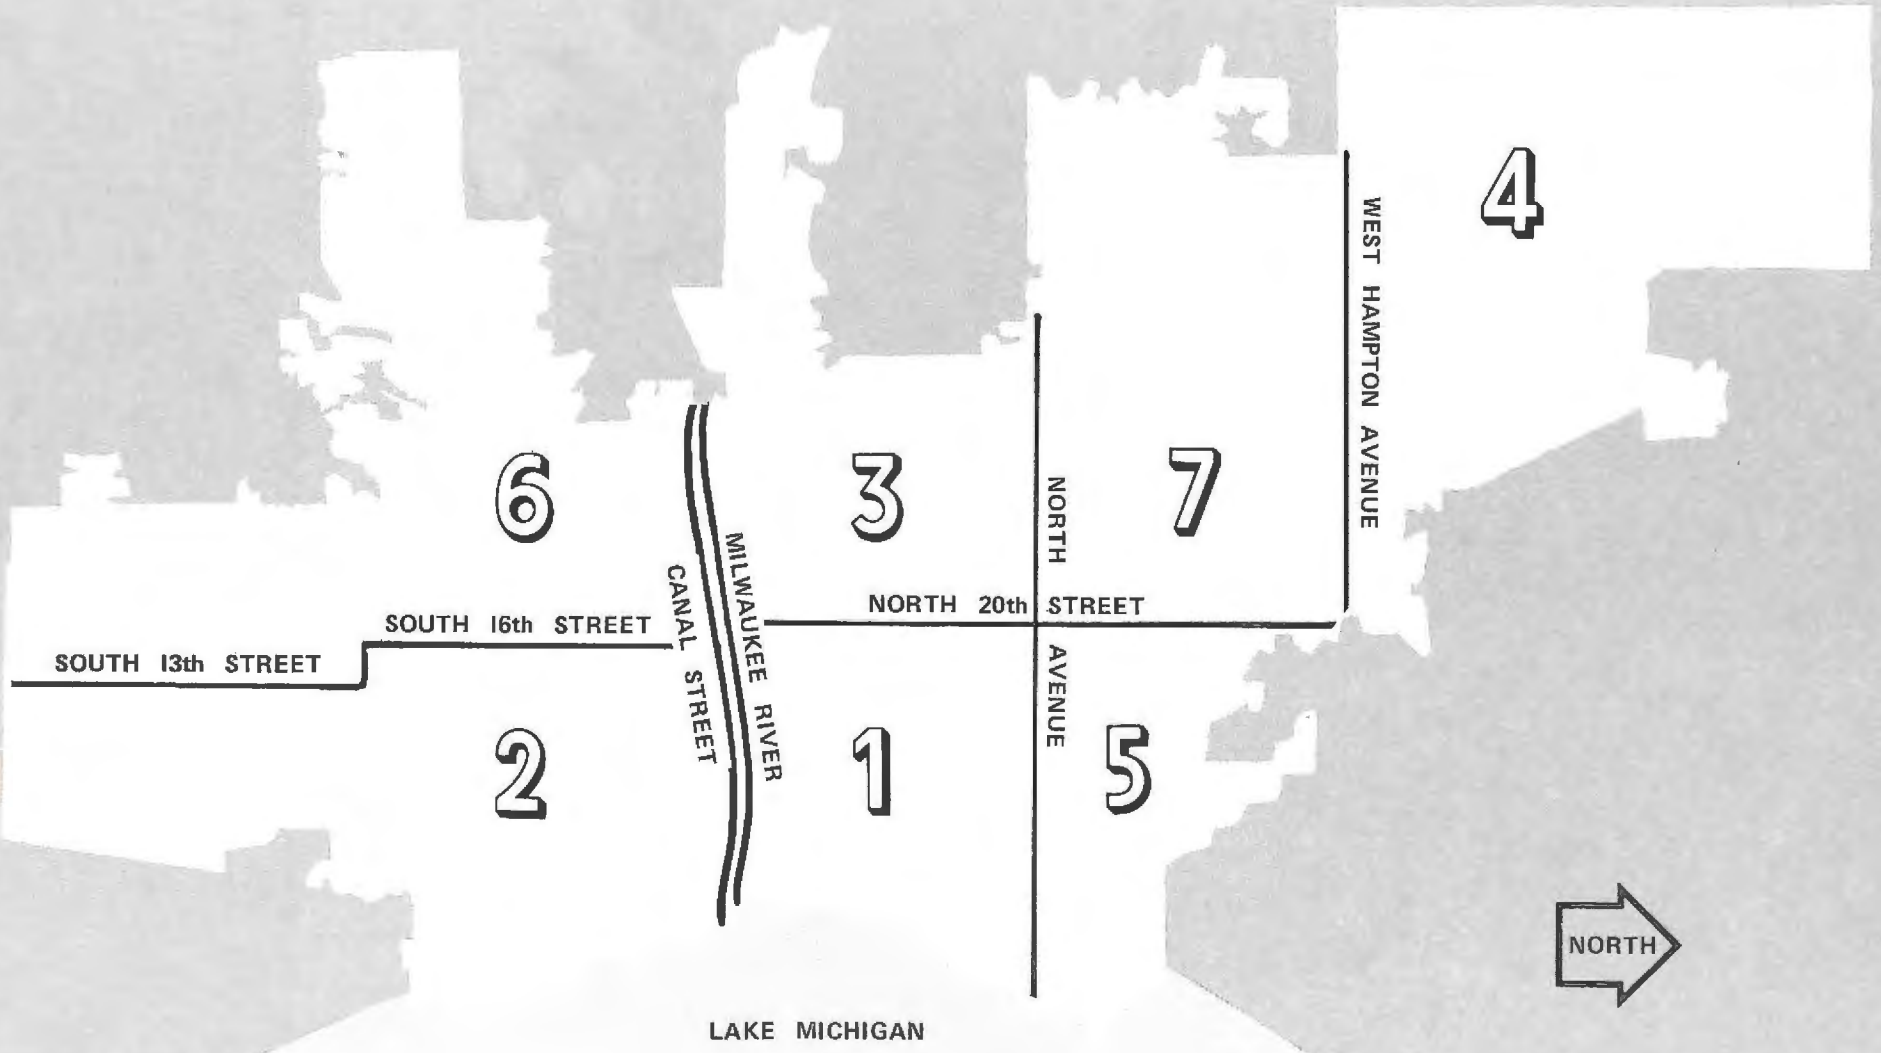 4
WEST HAMPTON AVENUE
6
3
7
NORTH AVENUE
MILWAUKEE RIVER
CANAL STREET
NORTH 20th STREET
SOUTH 16th STREET
SOUTH 13th STREET
2
1
5
NORTH
LAKE MICHIGAN